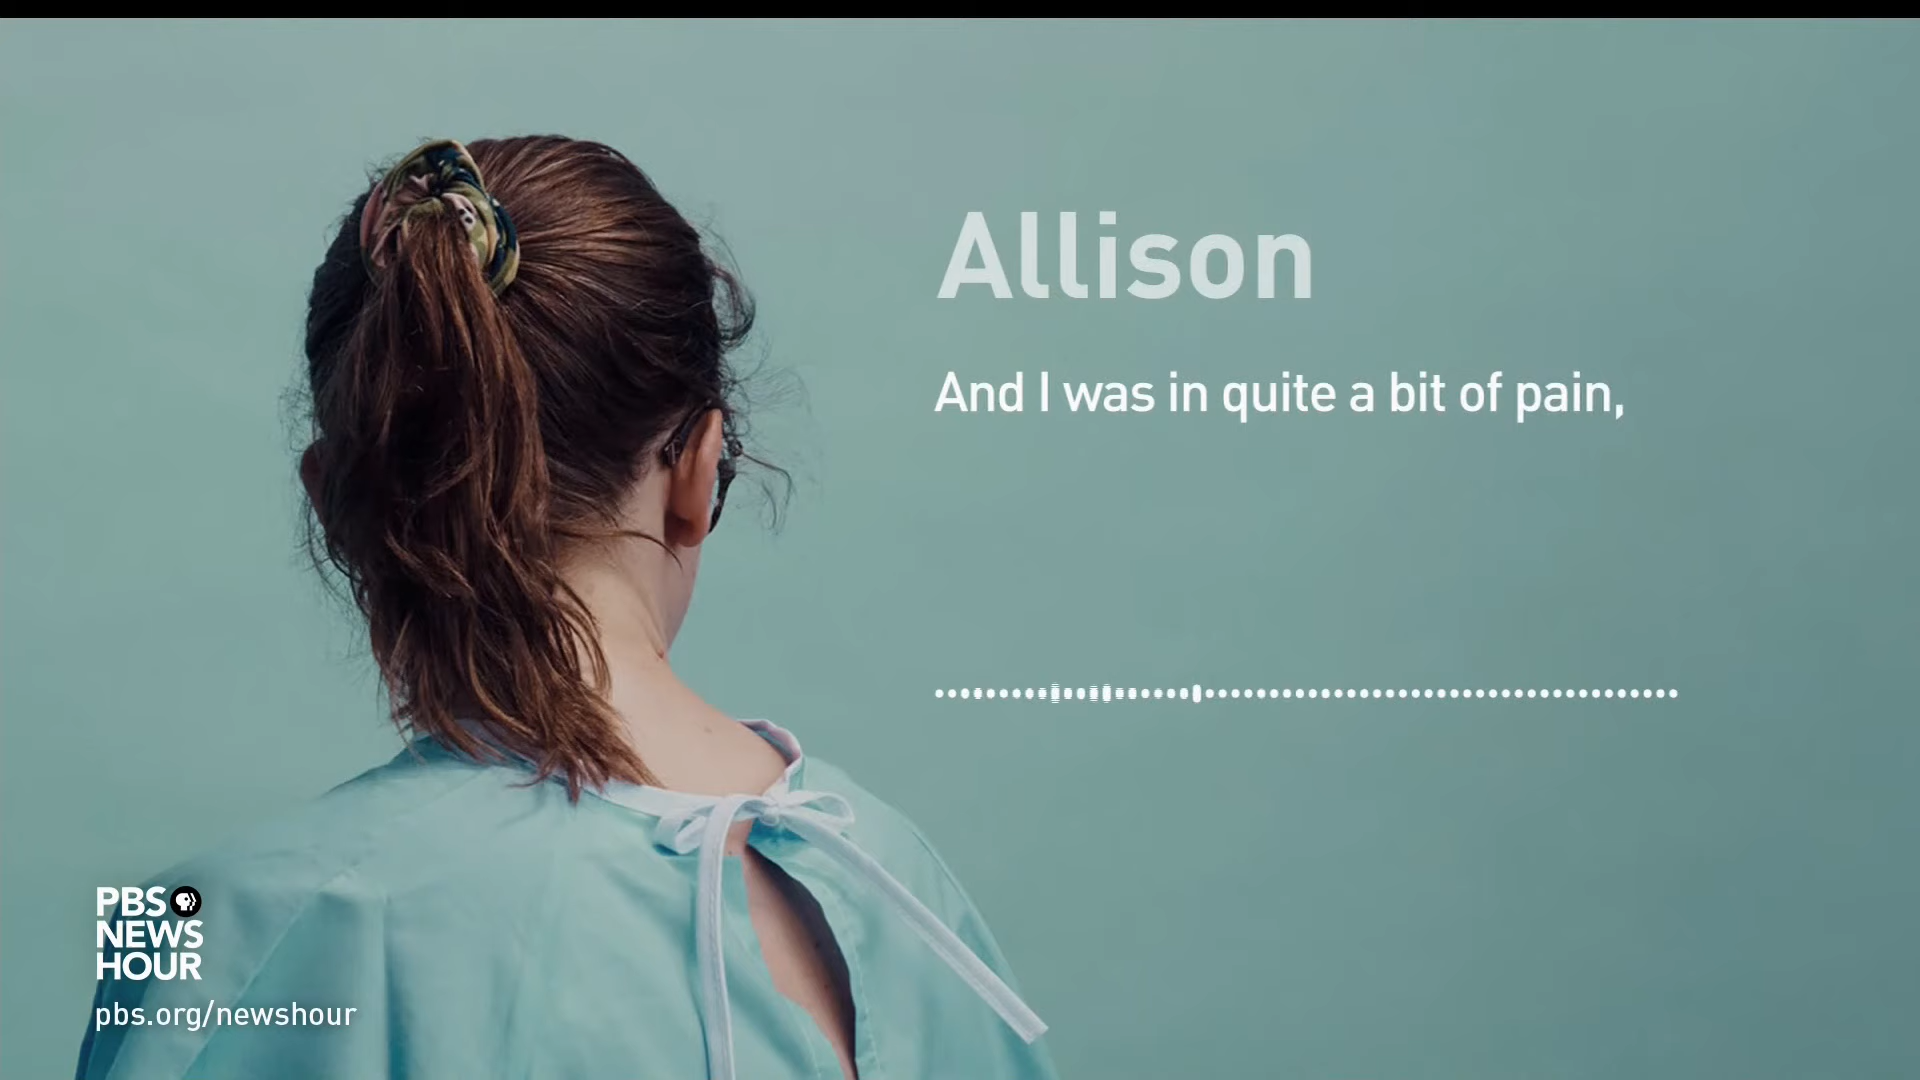 Allison
And I was in quite a bit of pain,
PBS
NEWS
HOUR
pbs.org/newshour